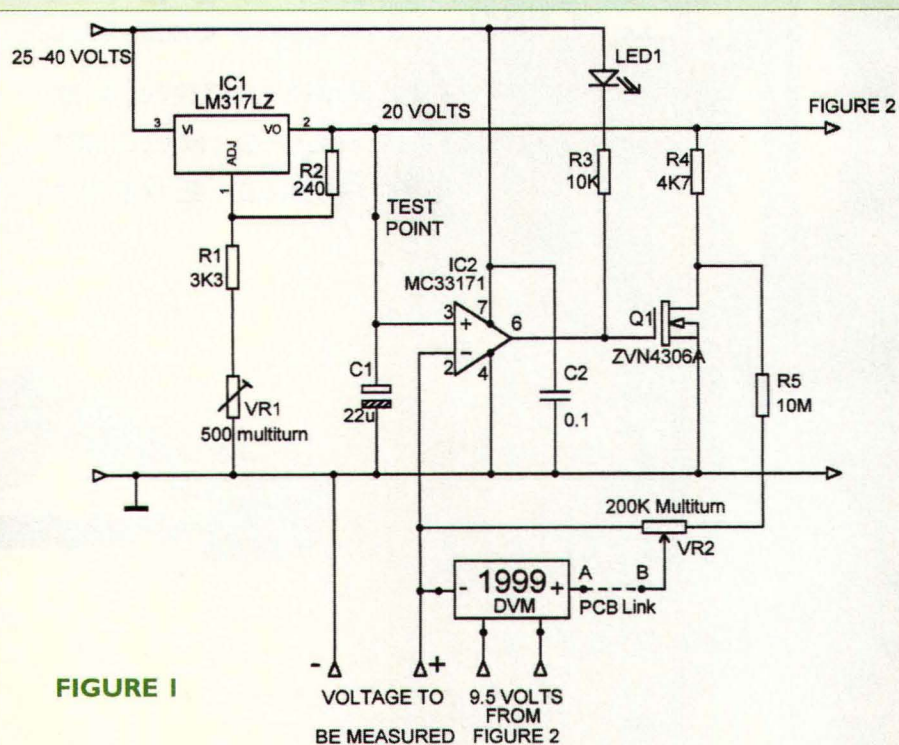 25 -40 VOLTS
IC1
LM317LZ
3
VI
VO
2
ADJ
1
20 VOLTS
LED1
FIGURE 2
R2
240
R3
10K
R4
4K7
TEST
POINT
R1
3K3
IC2
MC33171
3
+
7
6
-
2
4
Q1
ZVN4306A
C1
22u
C2
0.1
R5
10M
VR1
500 multiturn
200K Multiturn
VR2
-
1999
+
DVM
A
B
PCB Link
-
+
VOLTAGE TO
BE MEASURED
9.5 VOLTS
FROM
FIGURE 2
FIGURE 1